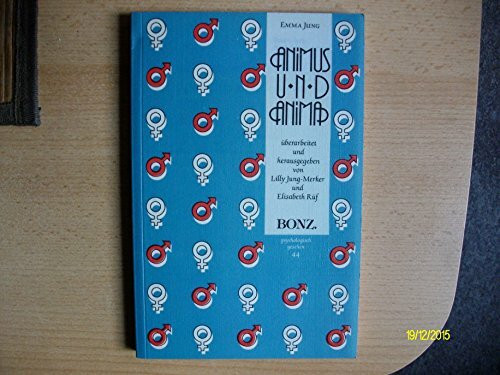 EMMA JUNG
ANIMUS
U·N·D
ANIMA
überarbeitet
und
herausgegeben
von
Lilly Jung-Merker
und
Elisabeth Rüf
BONZ.
psychologisch
gesehen
44
19/12/2015